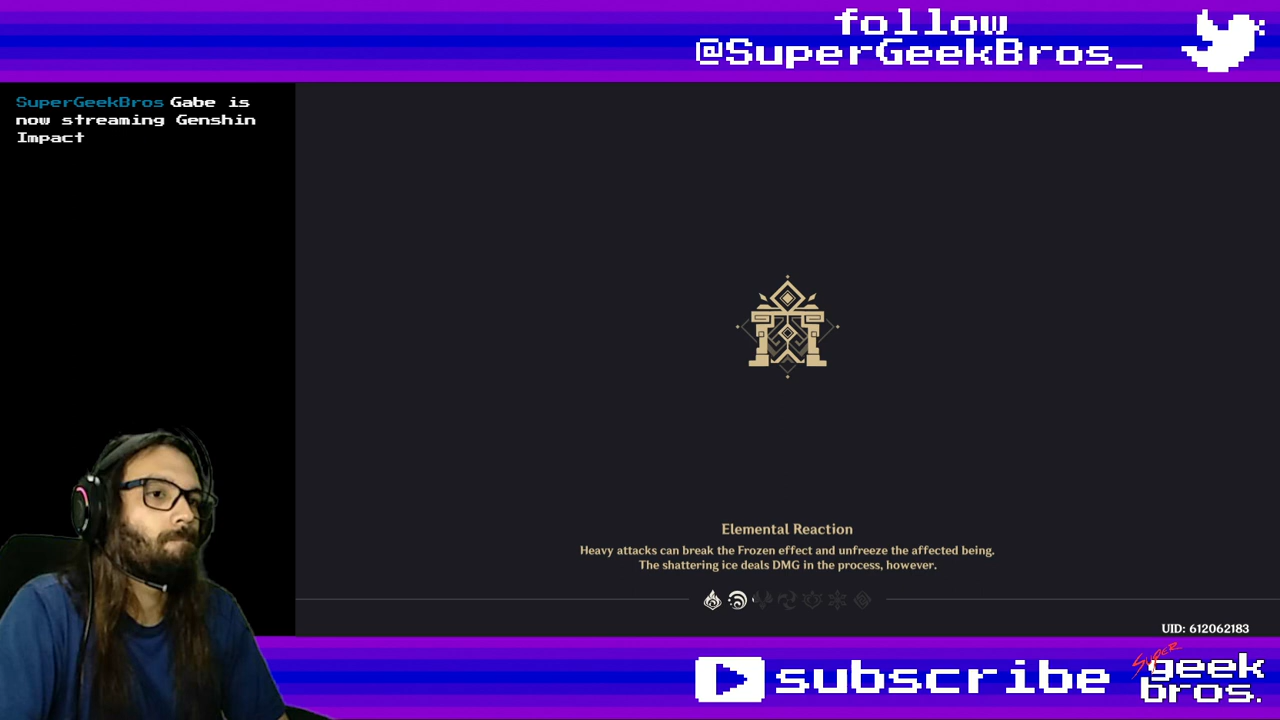 follow
@SuperGeekBros_
SuperGeekBros Gabe is
now streaming Genshin
Impact
Elemental Reaction
Heavy attacks can break the Frozen effect and unfreeze the affected being.
The shattering ice deals DMG in the process, however.
UID: 612062183
subscribe
SUPER
geek
bros.